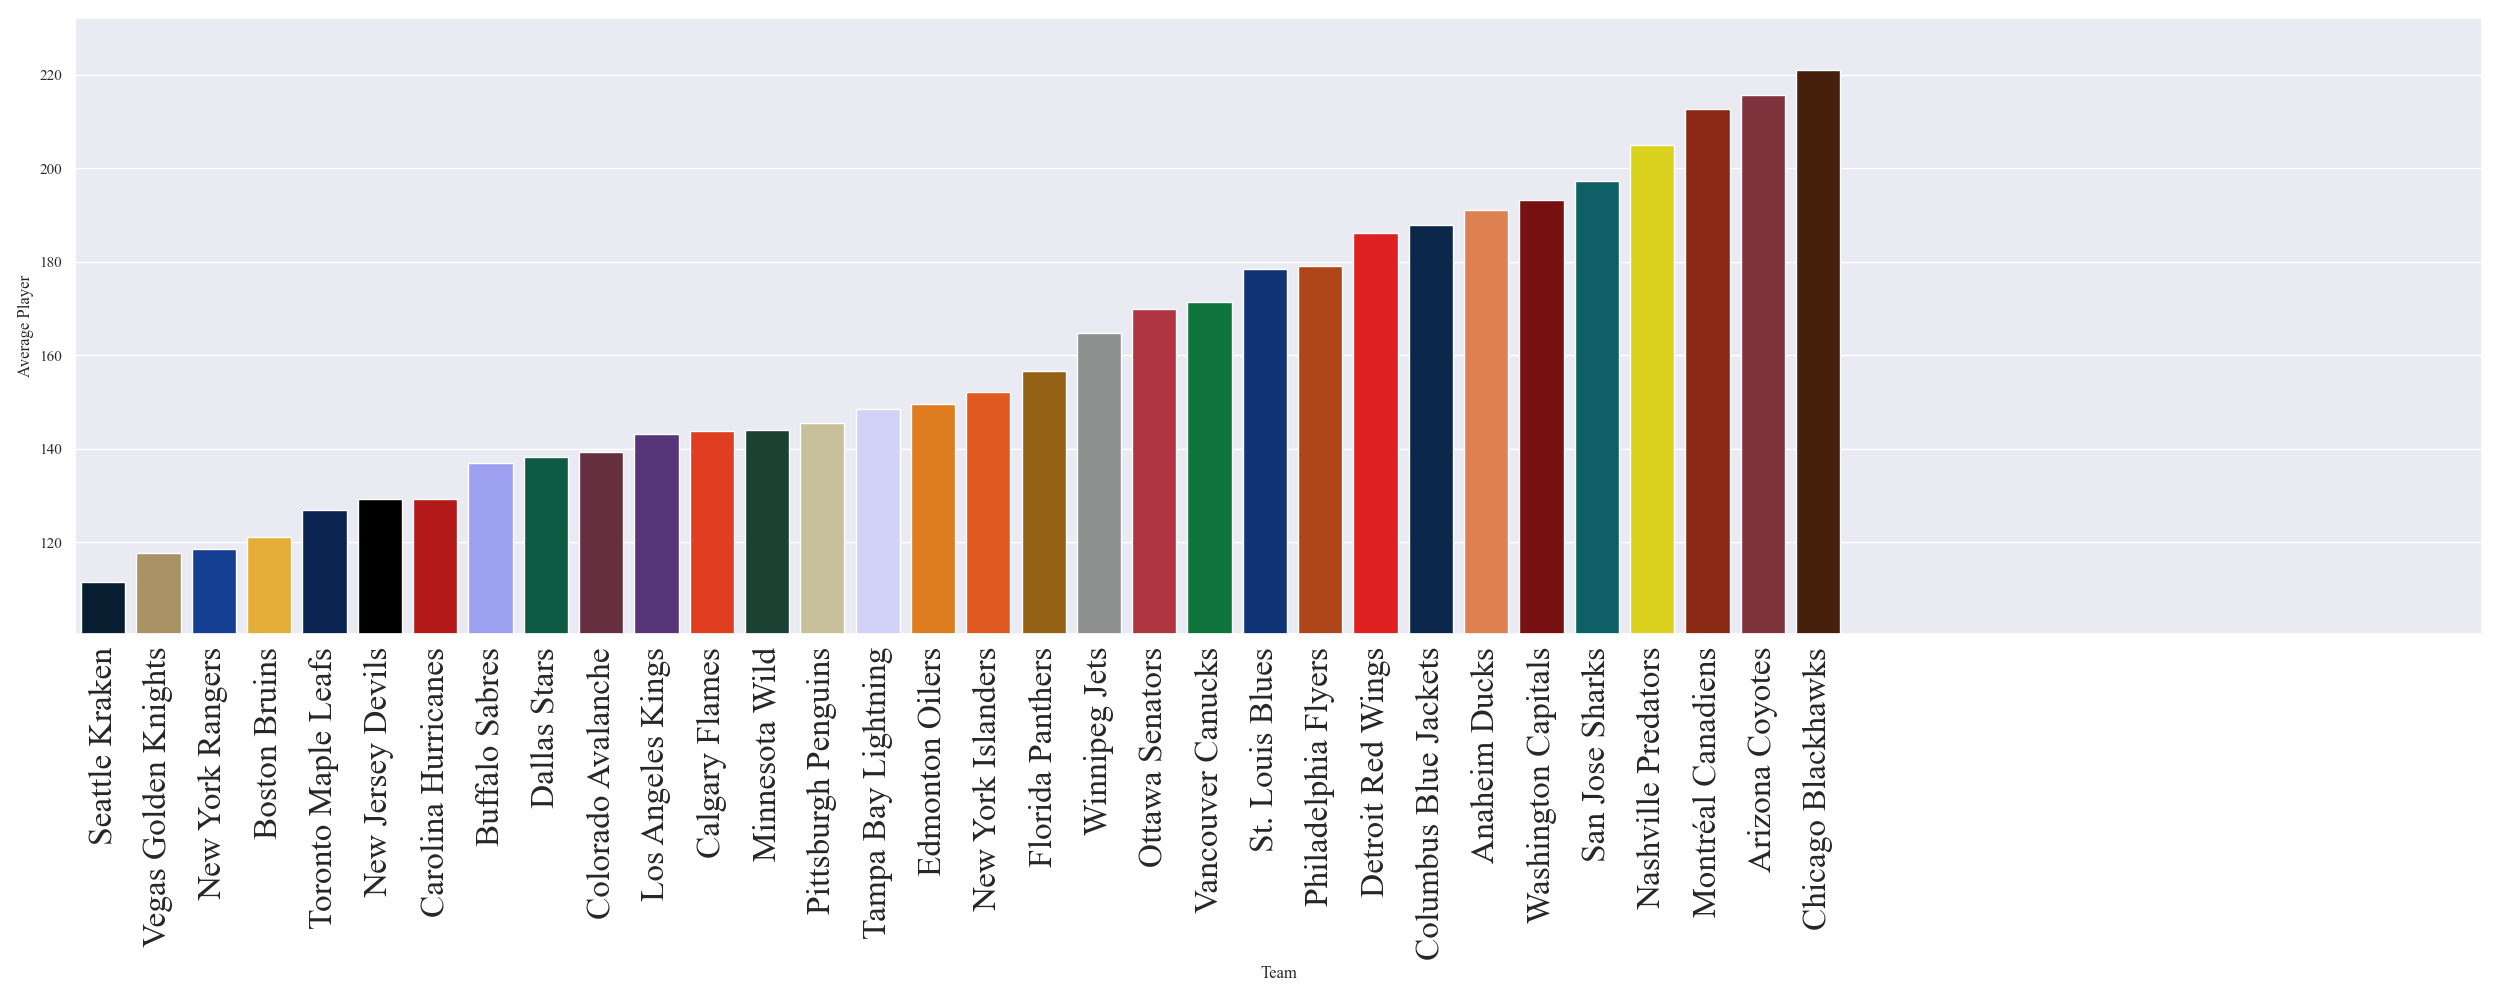 220
200
180
160
140
120
Average Player
Seattle Kraken
Vegas Golden Knights
New York Rangers
Boston Bruins
Toronto Maple Leafs
New Jersey Devils
Carolina Hurricanes
Buffalo Sabres
Dallas Stars
Colorado Avalanche
Los Angeles Kings
Calgary Flames
Minnesota Wild
Pittsburgh Penguins
Tampa Bay Lightning
Edmonton Oilers
New York Islanders
Florida Panthers
Winnipeg Jets
Ottawa Senators
Vancouver Canucks
St. Louis Blues
Philadelphia Flyers
Detroit Red Wings
Columbus Blue Jackets
Anaheim Ducks
Washington Capitals
San Jose Sharks
Nashville Predators
Montréal Canadiens
Arizona Coyotes
Chicago Blackhawks
Team